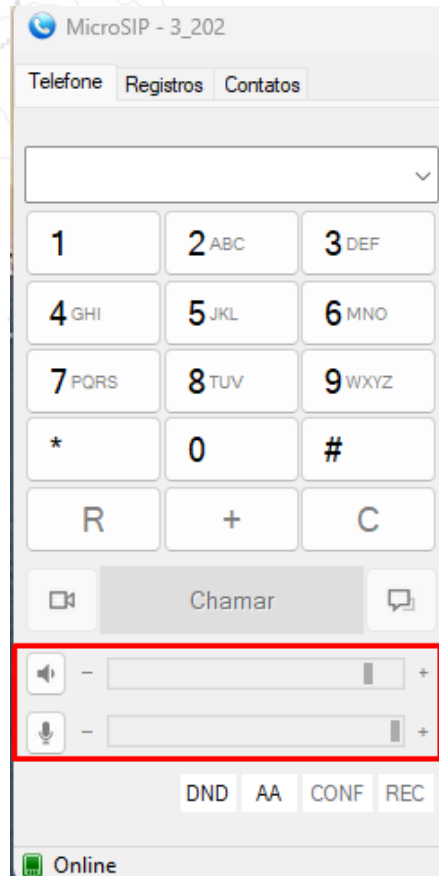 MicroSIP - 3_202
Telefone Registros Contatos
1 2 ABC 3 DEF
4 GHI 5 JKL 6 MNO
7 PQRS 8 TUV 9 WXYZ
* 0 #
R + C
Chamar
- +
- +
DND AA CONF REC
Online